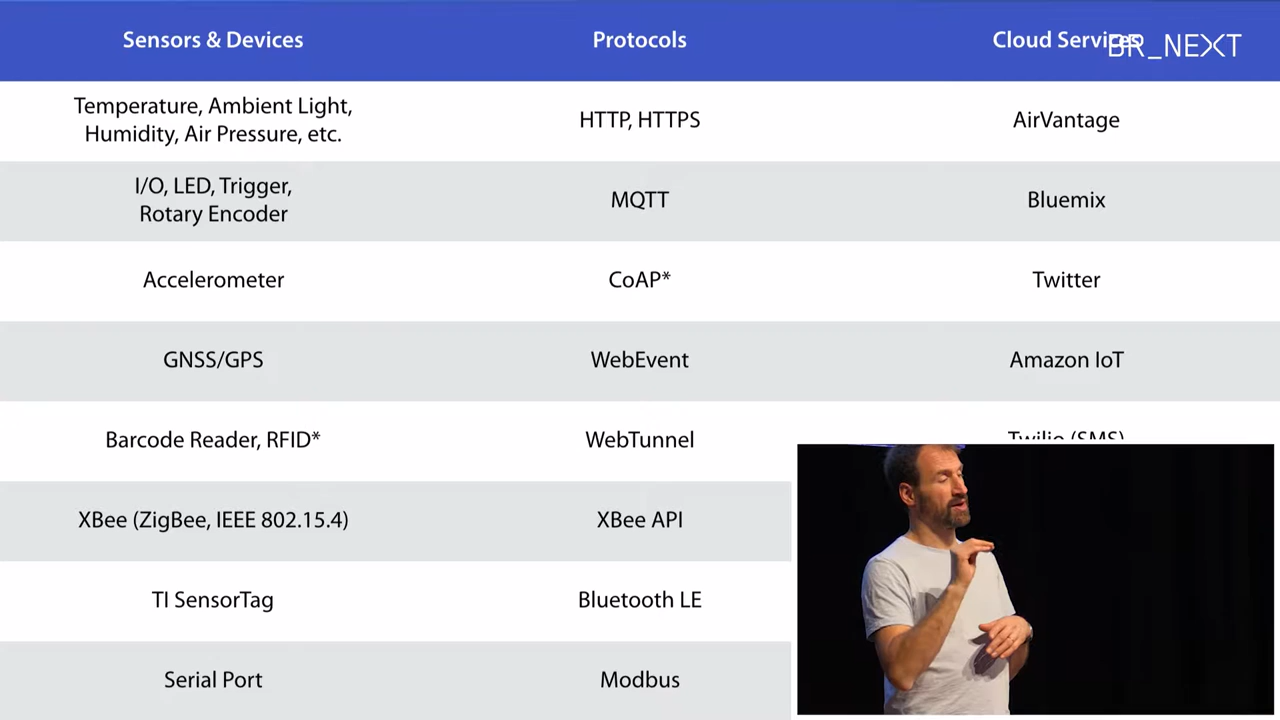 Sensors & Devices
Protocols
Cloud Services
BR_NEXT
Temperature, Ambient Light,
Humidity, Air Pressure, etc.
HTTP, HTTPS
AirVantage
I/O, LED, Trigger,
Rotary Encoder
MQTT
Bluemix
Accelerometer
CoAP*
Twitter
GNSS/GPS
WebEvent
Amazon IoT
Barcode Reader, RFID*
WebTunnel
Twilio (SMS)
XBee (ZigBee, IEEE 802.15.4)
XBee API
TI SensorTag
Bluetooth LE
Serial Port
Modbus